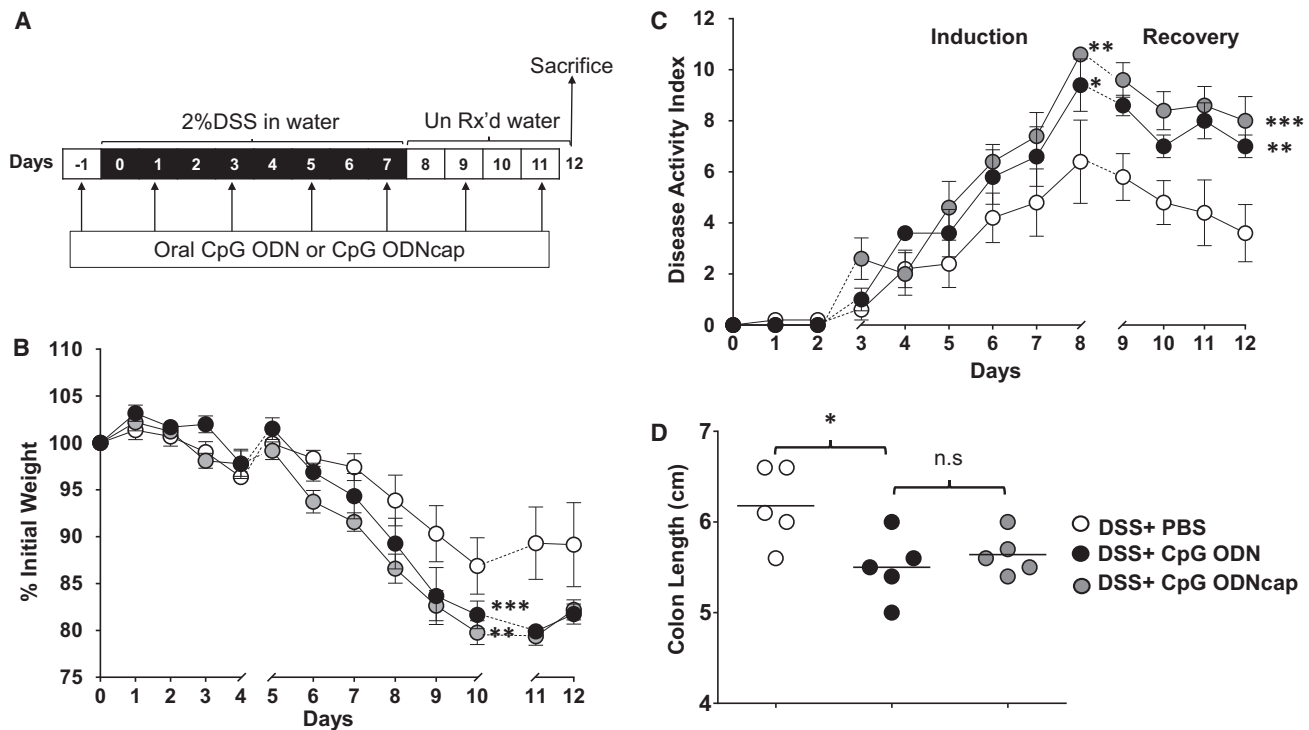 A
Sacrifice
2%DSS in water
Un Rx'd water
Days -1 0 1 2 3 4 5 6 7 8 9 10 11 12
Oral CpG ODN or CpG ODNcap
B
110
105
100
95
90
85
80
75
% Initial Weight
***
**
0 1 2 3 4 5 6 7 8 9 10 11 12
Days
C
12
10
8
6
4
2
0
Disease Activity Index
Induction
Recovery
**
*
***
**
0 1 2 3 4 5 6 7 8 9 10 11 12
Days
D
7
6
5
4
Colon Length (cm)
*
n.s
DSS+ PBS
DSS+ CpG ODN
DSS+ CpG ODNcap